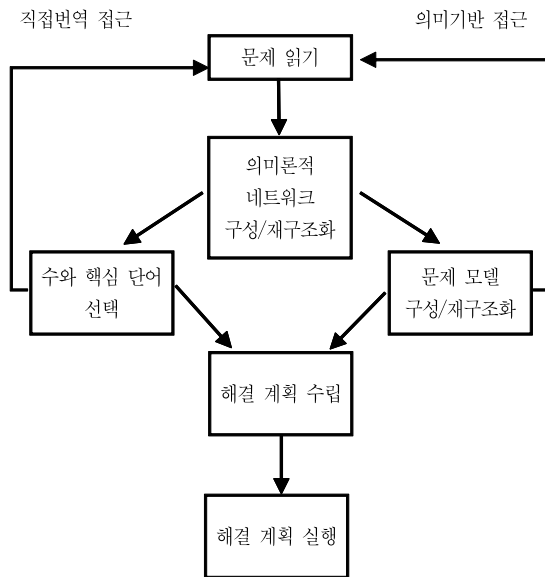 직접번역 접근
의미기반 접근
문제 읽기
의미론적
네트워크
구성/재구조화
수와 핵심 단어
선택
문제 모델
구성/재구조화
해결 계획 수립
해결 계획 실행